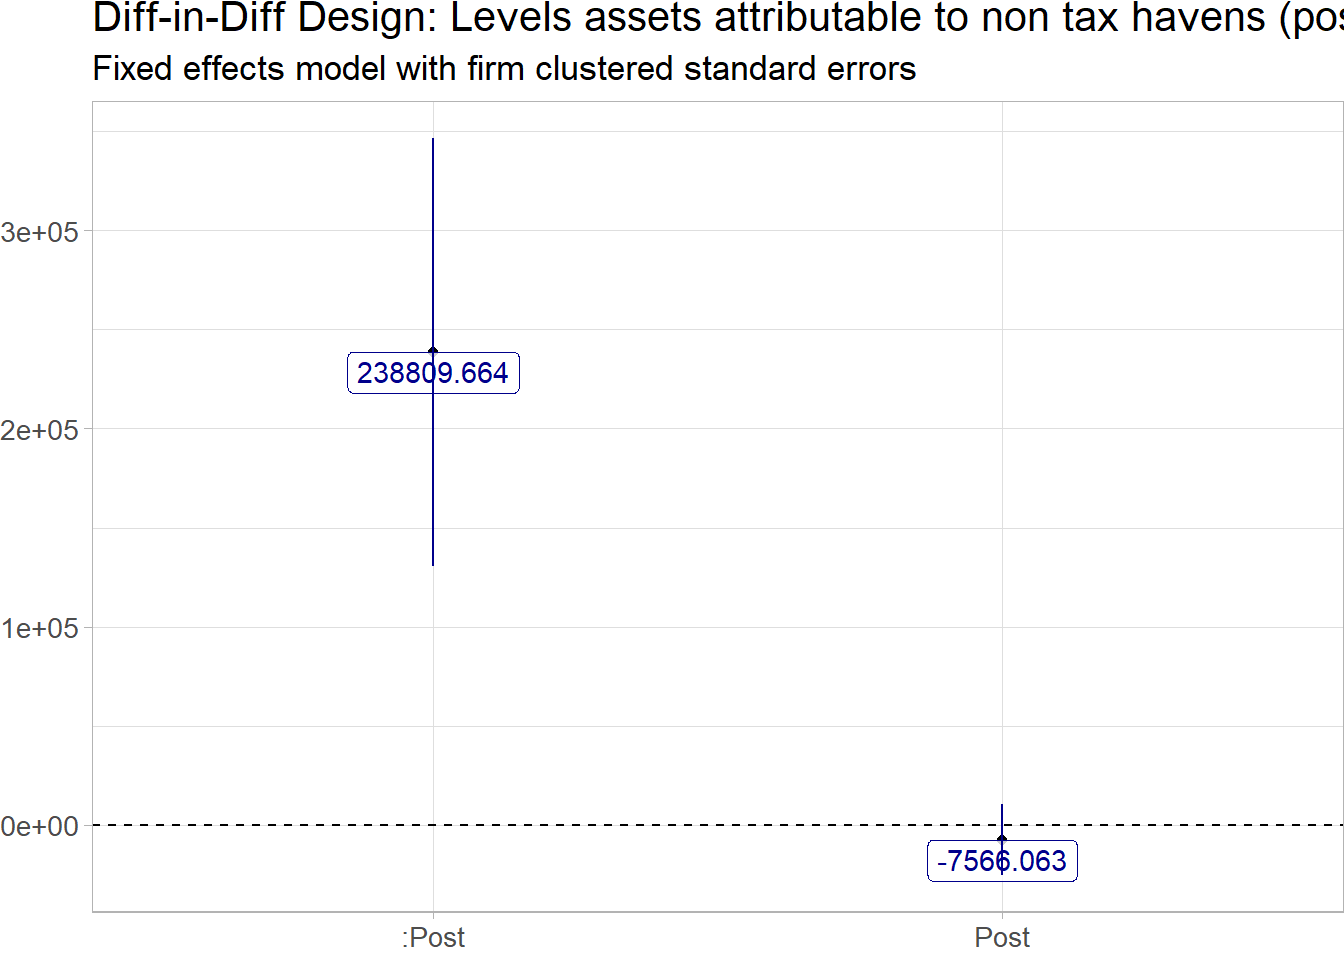 Diff-in-Diff Design: Levels assets attributable to non tax havens (pos
Fixed effects model with firm clustered standard errors
3e+05
238809.664
2e+05
1e+05
0e+00
-7566.063
:Post Post